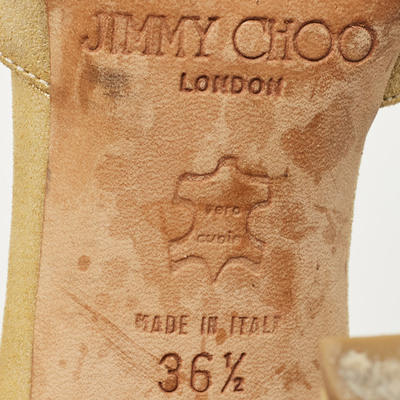 JIMMY CHOO
LONDON
vero
cuoio
MADE IN ITALY
36½